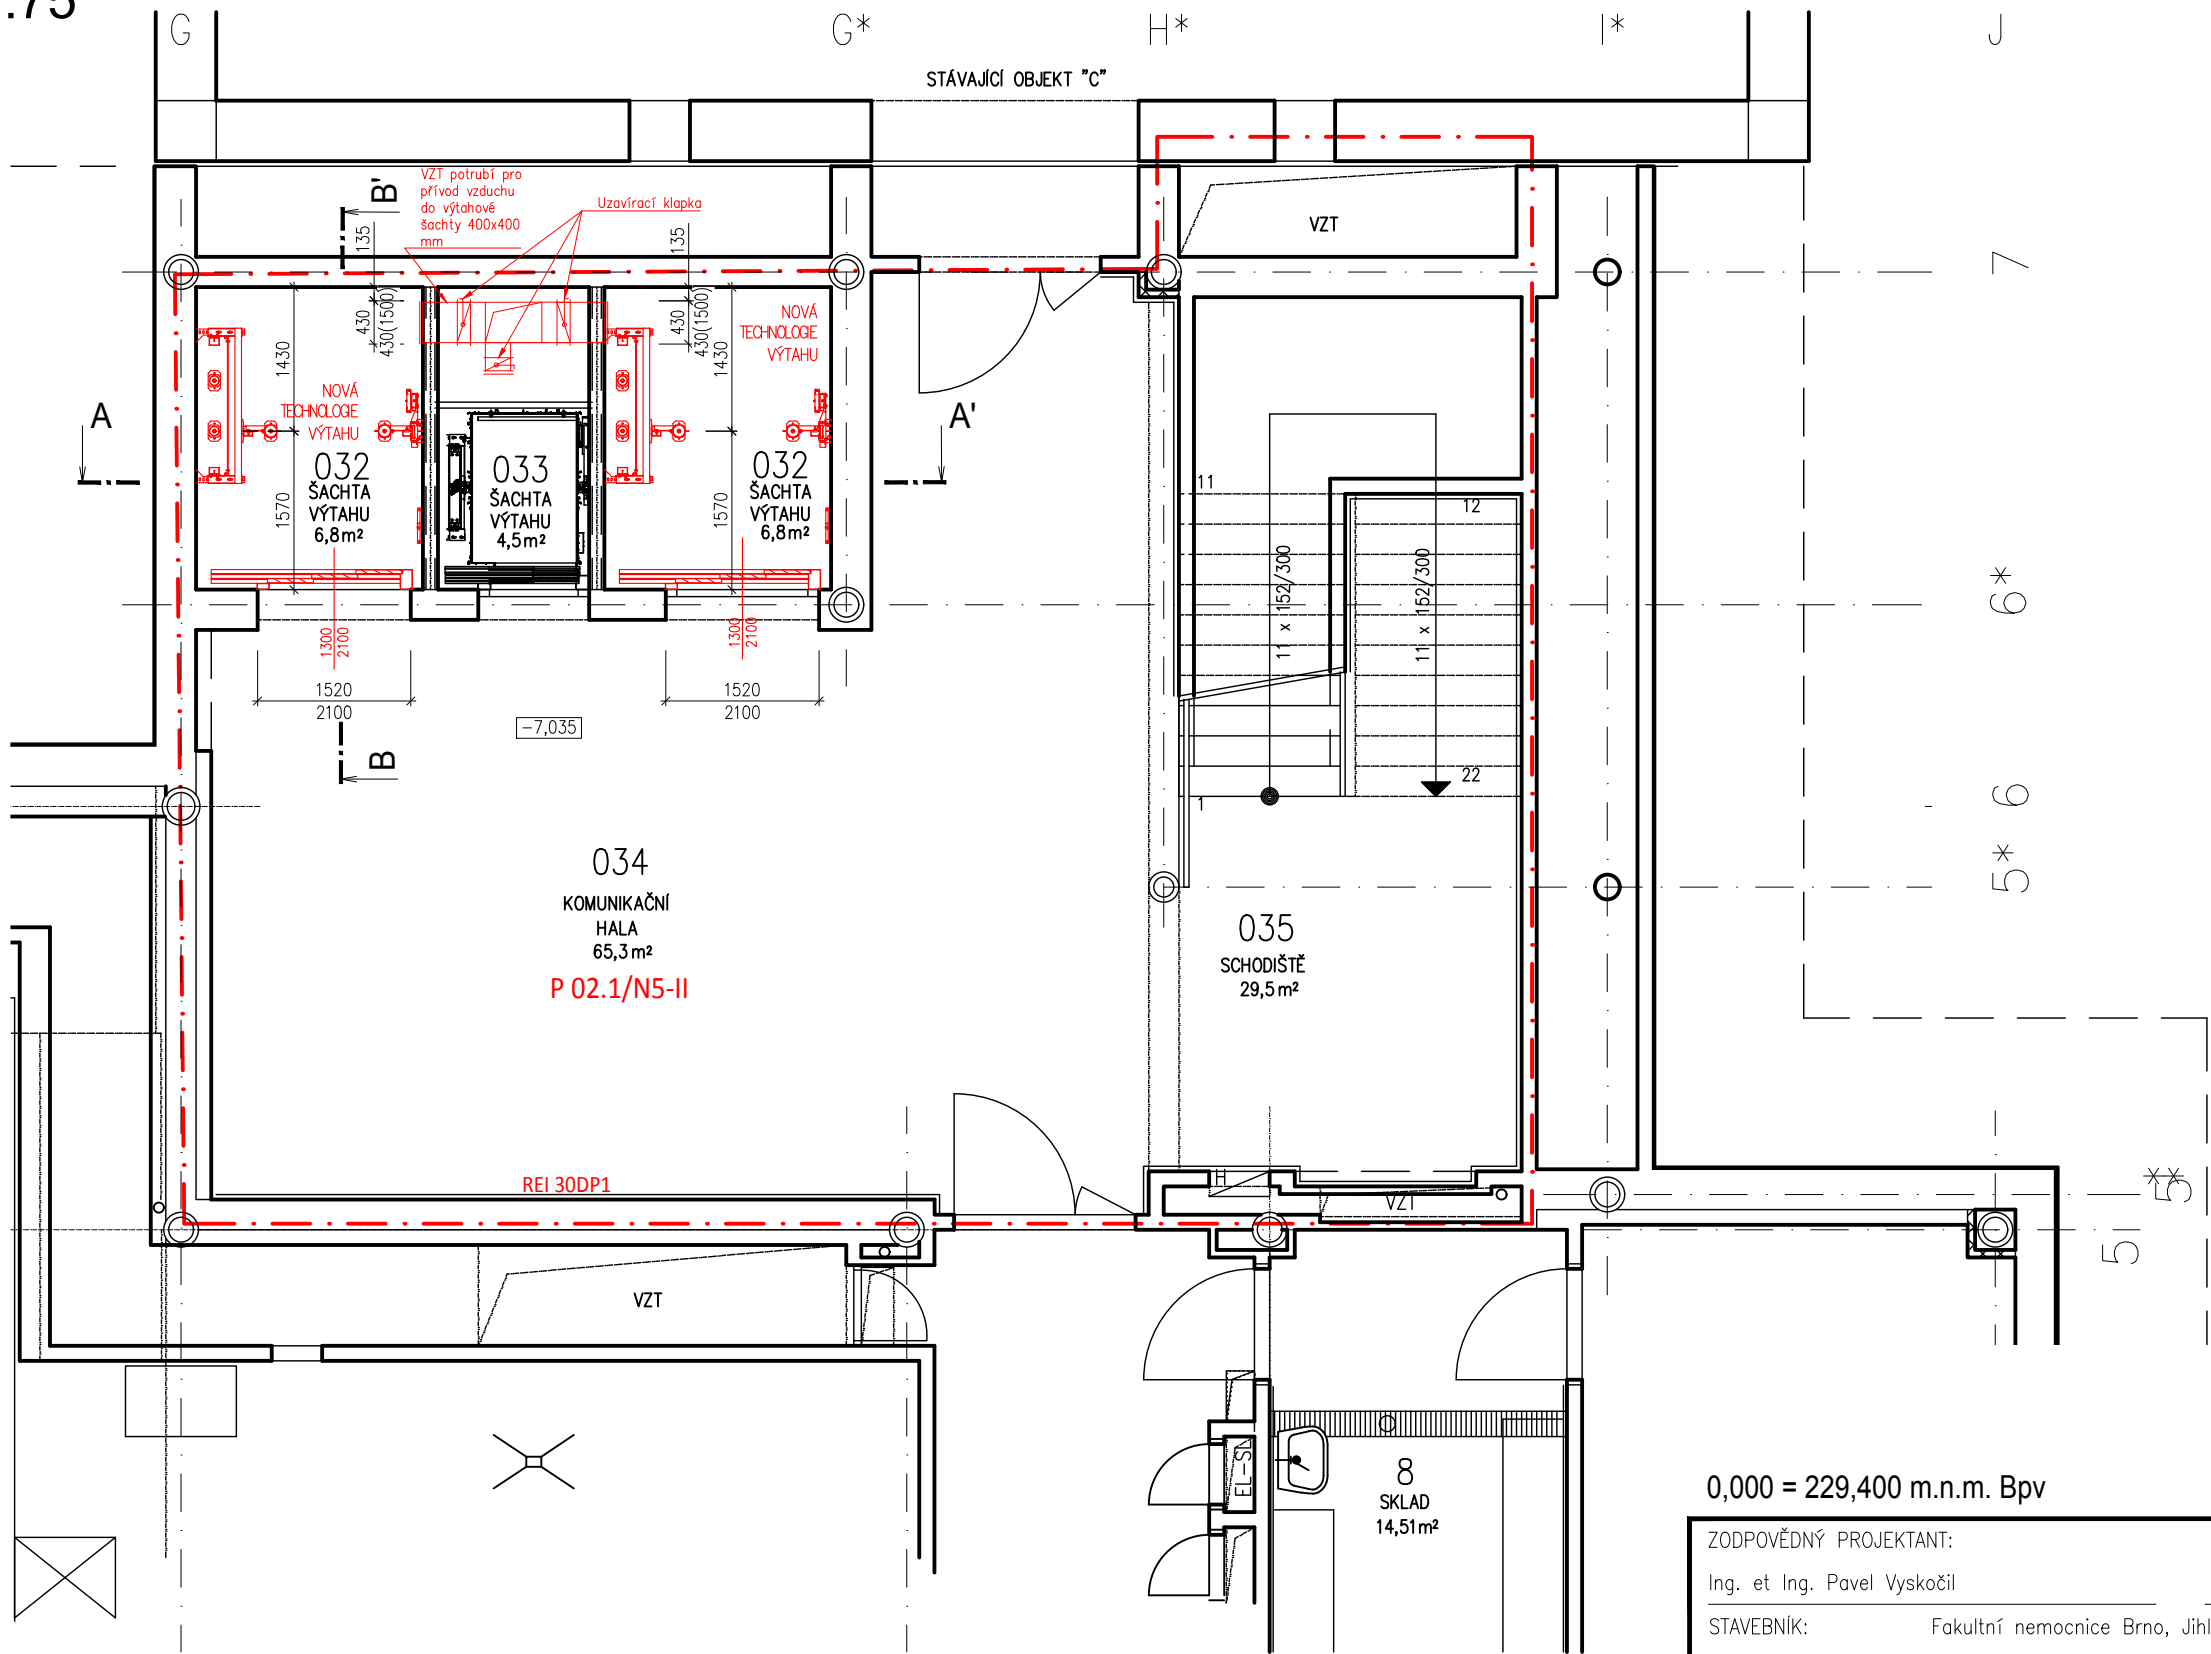 G
G*
H*
I*
J
STÁVAJÍCÍ OBJEKT "C"
VZT potrubí pro
přívod vzduchu
do výtahové
šachty 400x400
mm
Uzavírací klapka
B'
135
135
VZT
7
430
430(1500)
430
430(1500)
1430
1430
NOVÁ
TECHNOLOGIE
VÝTAHU
NOVÁ
TECHNOLOGIE
VÝTAHU
A
A'
032
ŠACHTA
VÝTAHU
6,8m²
033
ŠACHTA
VÝTAHU
4,5m²
032
ŠACHTA
VÝTAHU
6,8m²
1570
1570
11
12
11 x 152/300
11 x 152/300
6*
1300
2100
1300
2100
1520
2100
1520
2100
-7,035
B
22
1
6
5*
034
KOMUNIKAČNÍ
HALA
65,3m²
P 02.1/N5-II
035
SCHODIŠTĚ
29,5m²
REI 30DP1
H
VZT
5*
5
VZT
EL-SL
8
SKLAD
14,51m²
0,000 = 229,400 m.n.m. Bpv
ZODPOVĚDNÝ PROJEKTANT:
Ing. et Ing. Pavel Vyskočil
STAVEBNÍK: Fakultní nemocnice Brno, Jihl